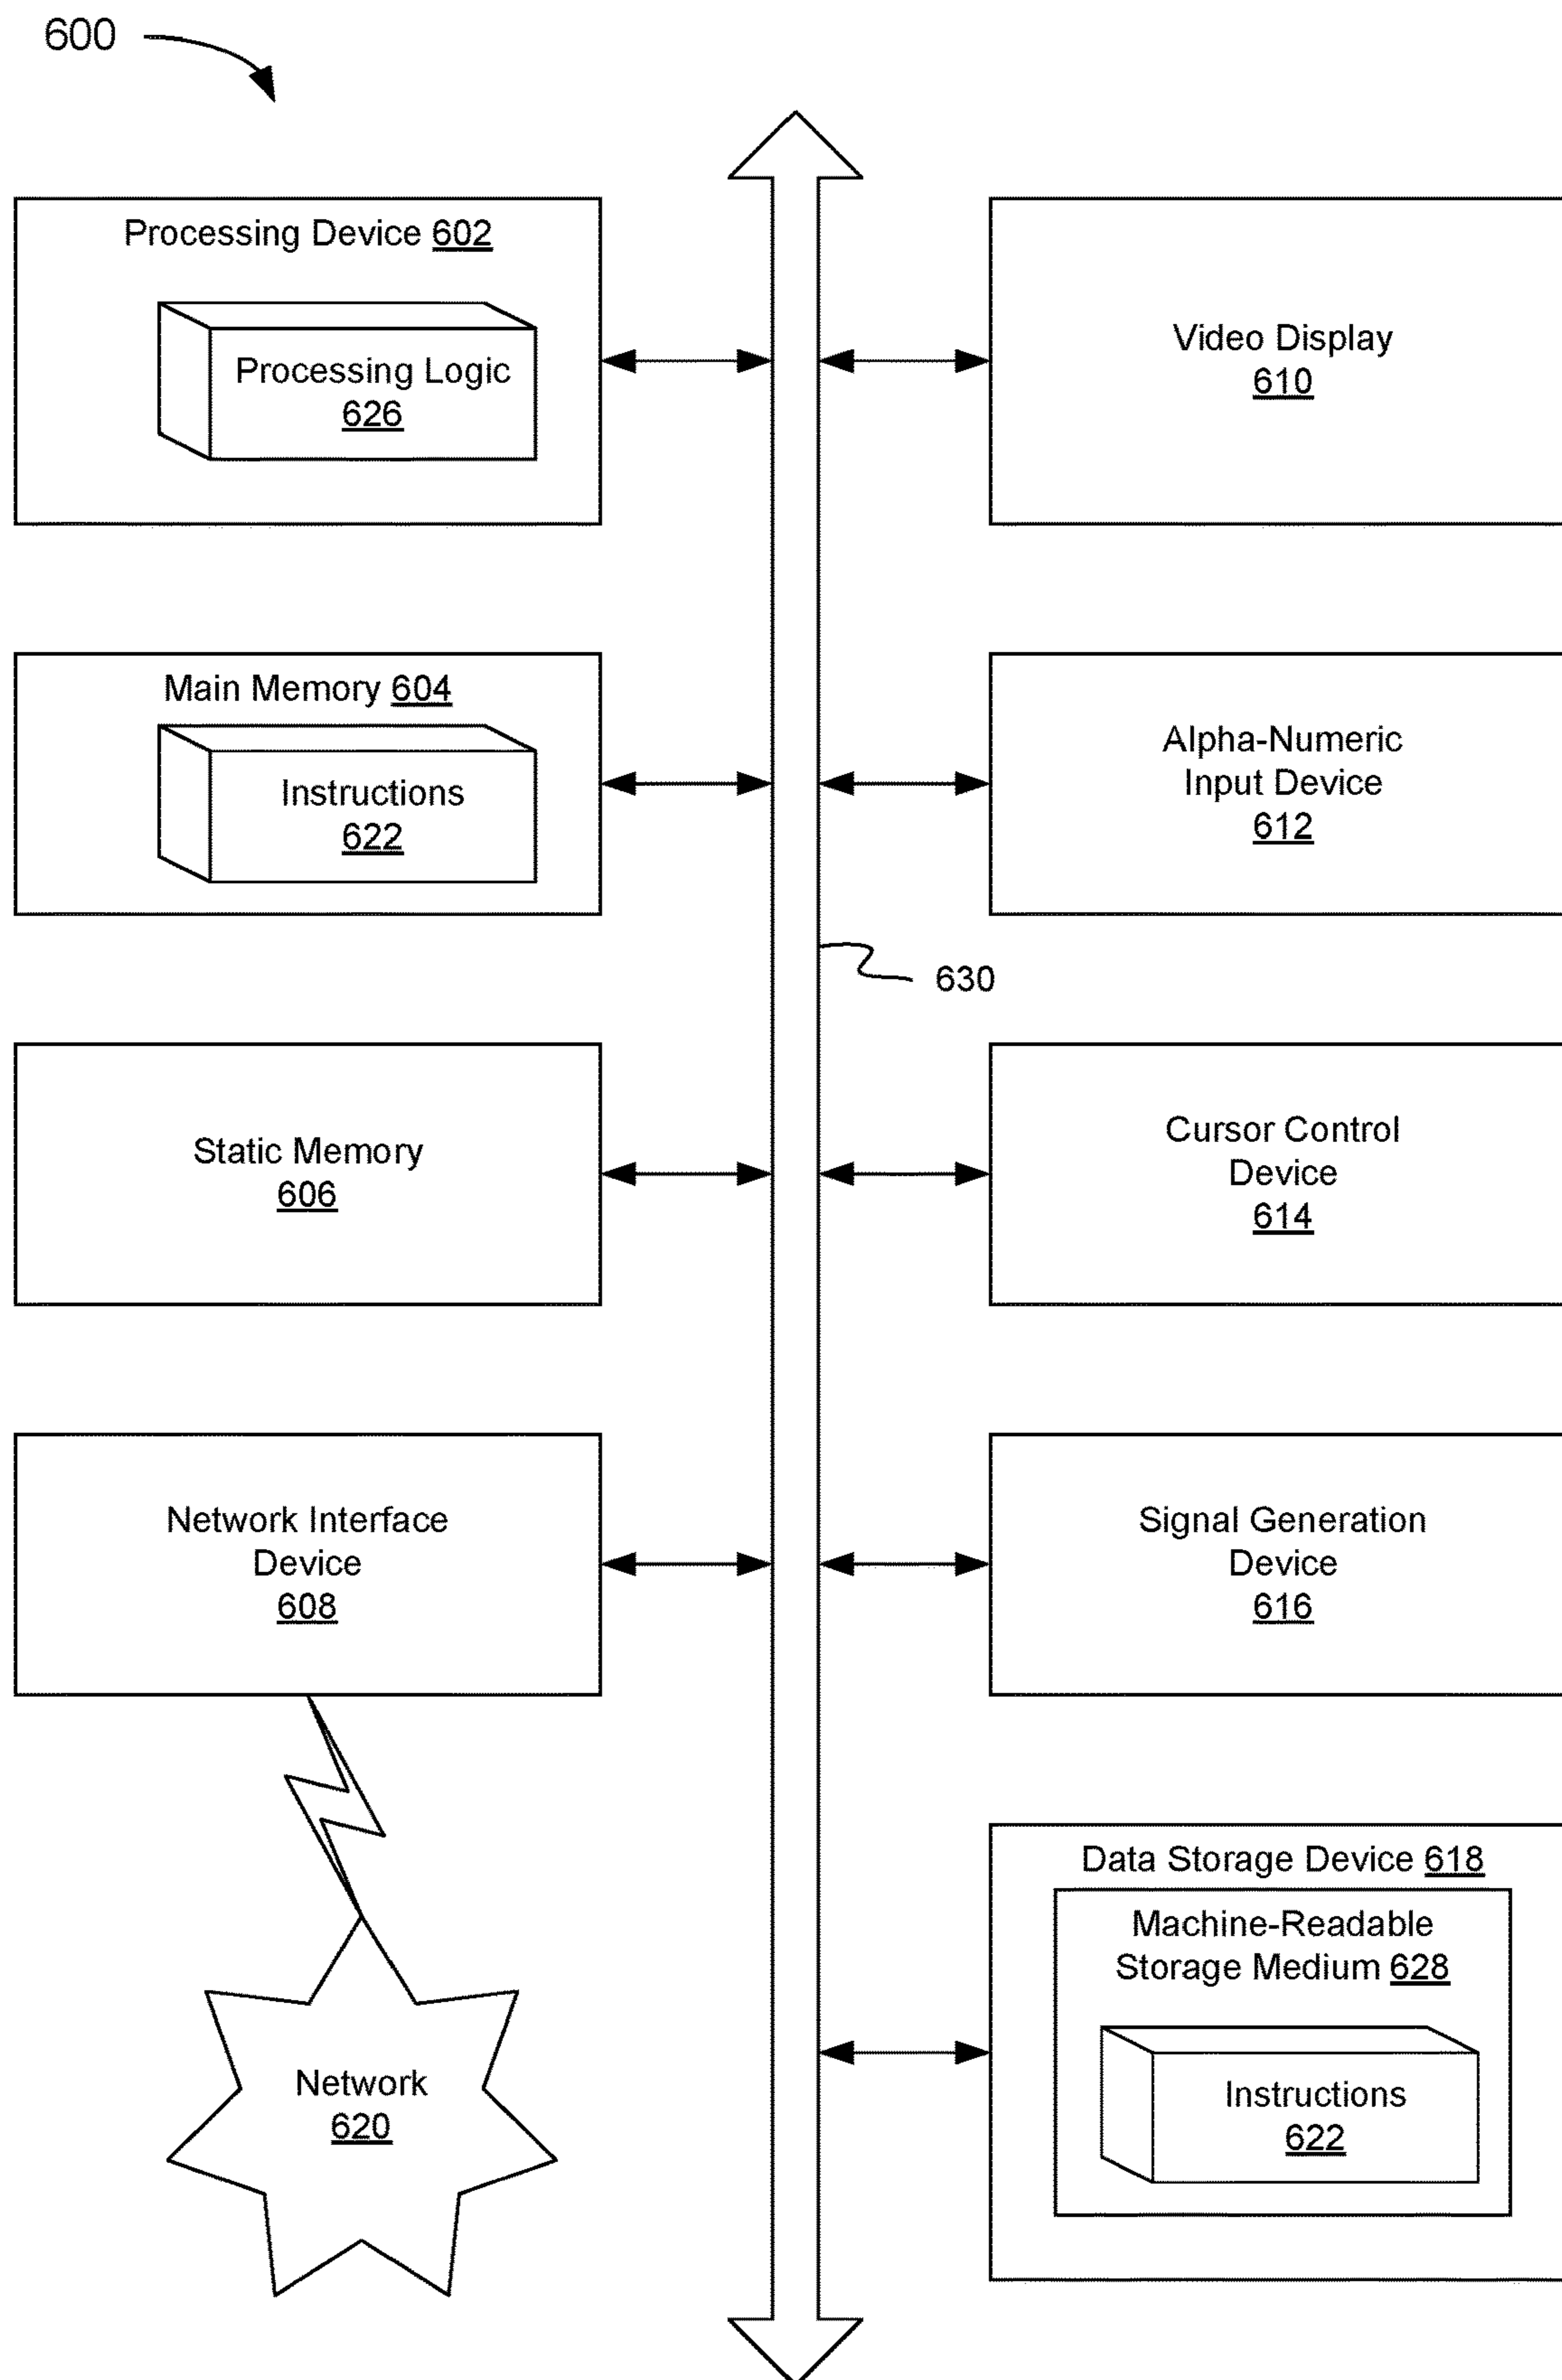 600
Processing Device 602
Processing Logic
626
Video Display
610
Main Memory 604
Instructions
622
Alpha-Numeric
Input Device
612
630
Static Memory
606
Cursor Control
Device
614
Network Interface
Device
608
Signal Generation
Device
616
Data Storage Device 618
Machine-Readable
Storage Medium 628
Instructions
622
Network
620